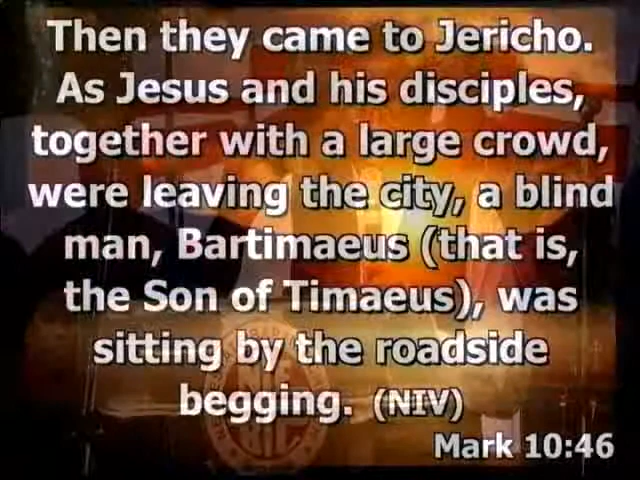 Then they came to Jericho.
As Jesus and his disciples,
together with a large crowd,
were leaving the city, a blind
man, Bartimaeus (that is,
the Son of Timaeus), was
sitting by the roadside
begging. (NIV)
Mark 10:46